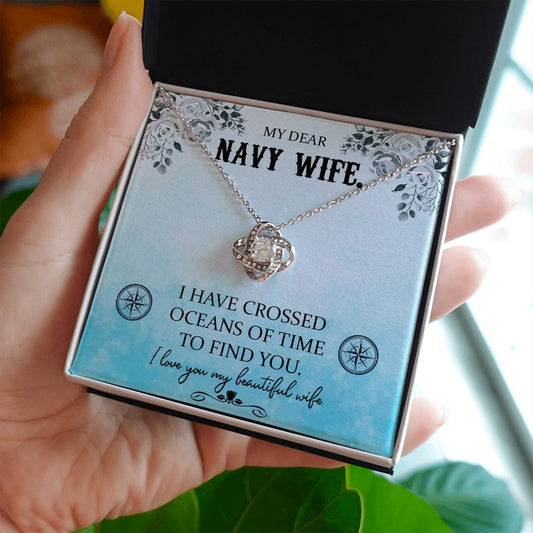 MY DEAR
NAVY WIFE.
I HAVE CROSSED
OCEANS OF TIME
TO FIND YOU.
I love you my beautiful wife.